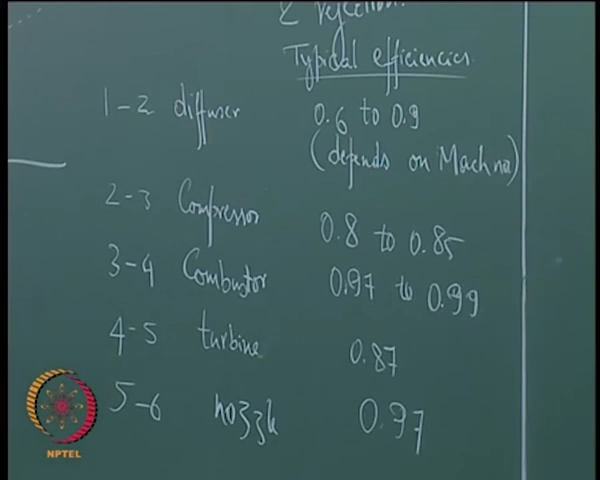 & rejection.
Typical efficiencies
1-2 diffuser 0.6 to 0.9
(depends on Mach no)
2-3 Compressor 0.8 to 0.85
3-4 Combustor 0.97 to 0.99
4-5 turbine 0.87
5-6 nozzle 0.97
NPTEL